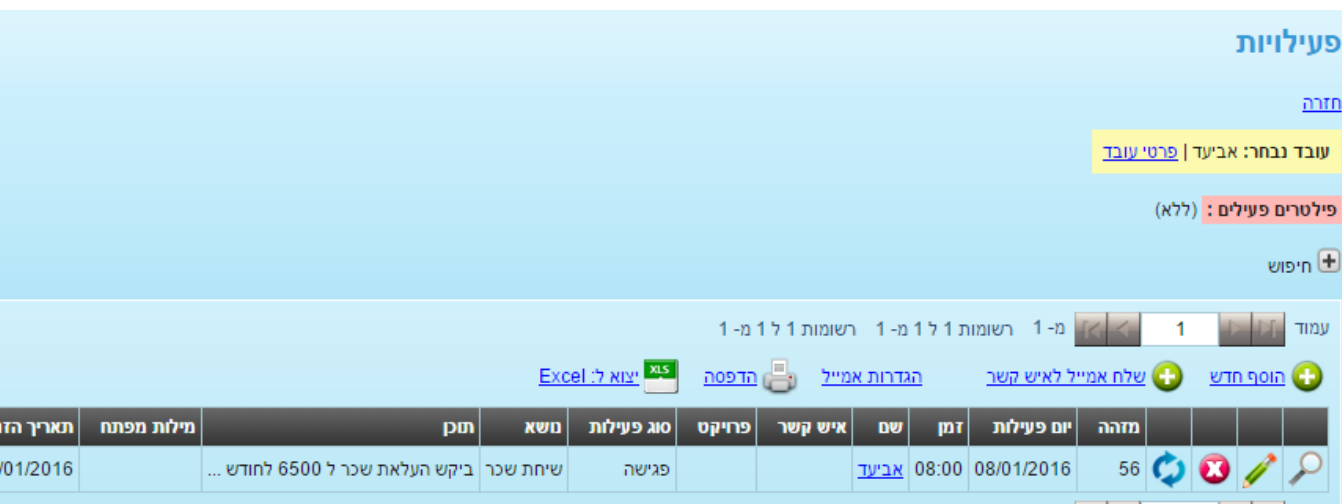 פעילויות
חזרה
עובד נבחר: אביעד | פרטי עובד
פילטרים פעילים : (ללא)
חיפוש
עמוד 1 מ- 1 רשומות 1 ל 1 מ- 1 רשומות 1 ל 1 מ- 1
הוסף חדש שלח אמייל לאיש קשר הגדרות אמייל הדפסה XLS יצוא ל: Excel
מזהה יום פעילות זמן שם איש קשר פרויקט סוג פעילות נושא תוכן מילות מפתח תאריך
56 08/01/2016 08:00 אביעד פגישה שיחת שכר ביקש העלאת שכר ל 6500 לחודש ... /01/2016